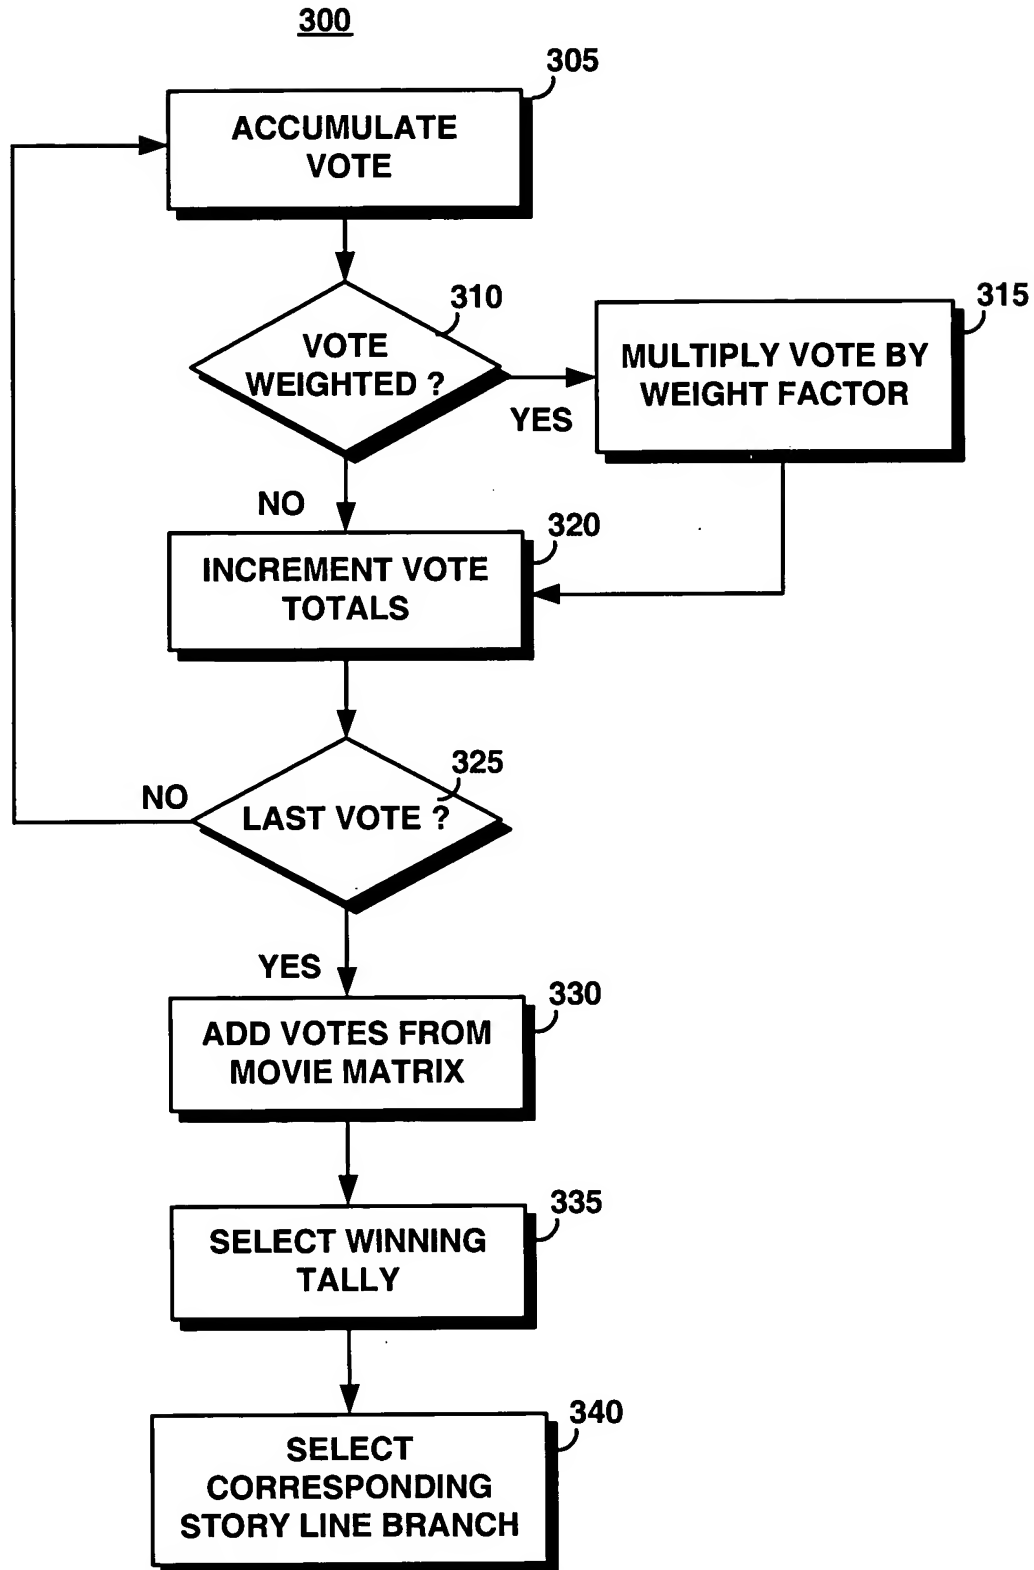 300
305
ACCUMULATE
VOTE
310
VOTE
WEIGHTED ?
YES
315
MULTIPLY VOTE BY
WEIGHT FACTOR
NO
320
INCREMENT VOTE
TOTALS
325
LAST VOTE ?
NO
YES
330
ADD VOTES FROM
MOVIE MATRIX
335
SELECT WINNING
TALLY
340
SELECT
CORRESPONDING
STORY LINE BRANCH